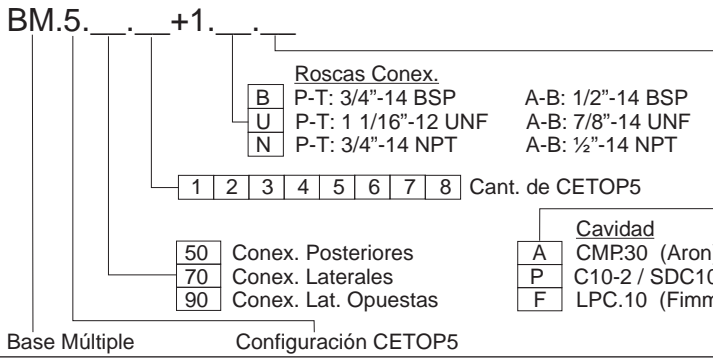 BM.5.__.__+1.__.__
Roscas Conex.
B P-T: 3/4”-14 BSP A-B: 1/2”-14 BSP
U P-T: 1 1/16”-12 UNF A-B: 7/8”-14 UNF
N P-T: 3/4”-14 NPT A-B: ½”-14 NPT
1 2 3 4 5 6 7 8 Cant. de CETOP5
Cavidad
50 Conex. Posteriores A CMP.30 (Aron
70 Conex. Laterales P C10-2 / SDC10
90 Conex. Lat. Opuestas F LPC.10 (Fimm
Base Múltiple Configuración CETOP5